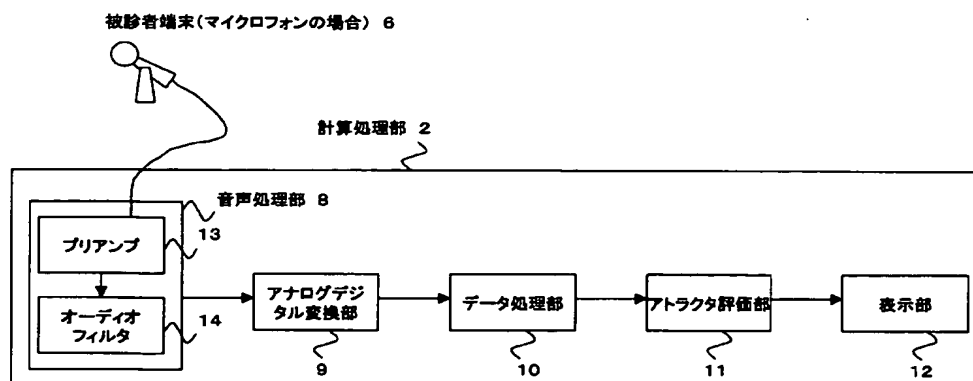 被診者端末(マイクロフォンの場合) 6
計算処理部 2
音声処理部 8
プリアンプ
13
オーディオ
フィルタ
14
アナログデジ
タル変換部
9
データ処理部
10
アトラクタ評価部
11
表示部
12